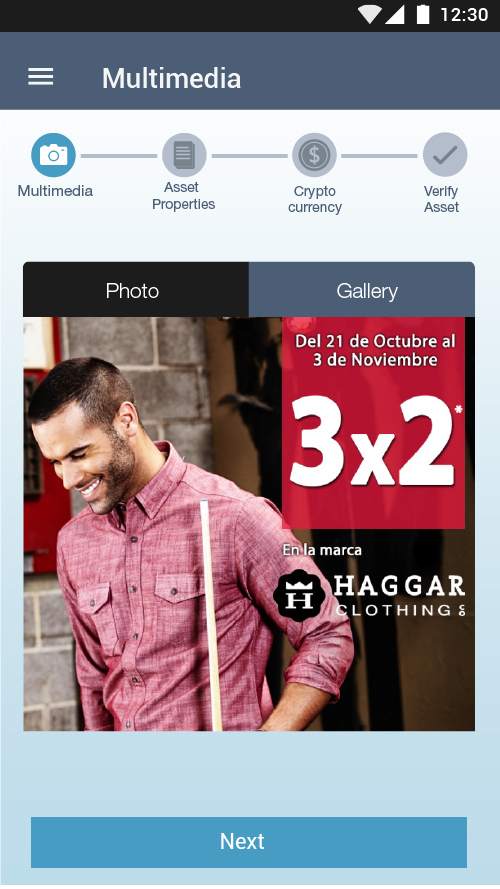 12:30
Multimedia
Multimedia
Asset
Properties
Crypto
currency
Verify
Asset
Photo
Gallery
Del 21 de Octubre al
3 de Noviembre
3x2*
En la marca
H
HAGGAR
CLOTHING
Next